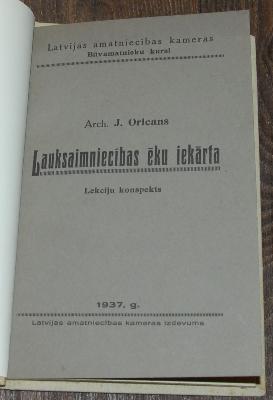 Latvijas amatniecības kameras
Būvamatnieku kursi
Arch. J. Orleans
Lauksaimniecības ēku iekārta
Lekciju konspekts
1937. g.
Latvijas amatniecības kameras izdevums